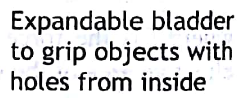 Expandable bladder
to grip objects with
holes from inside